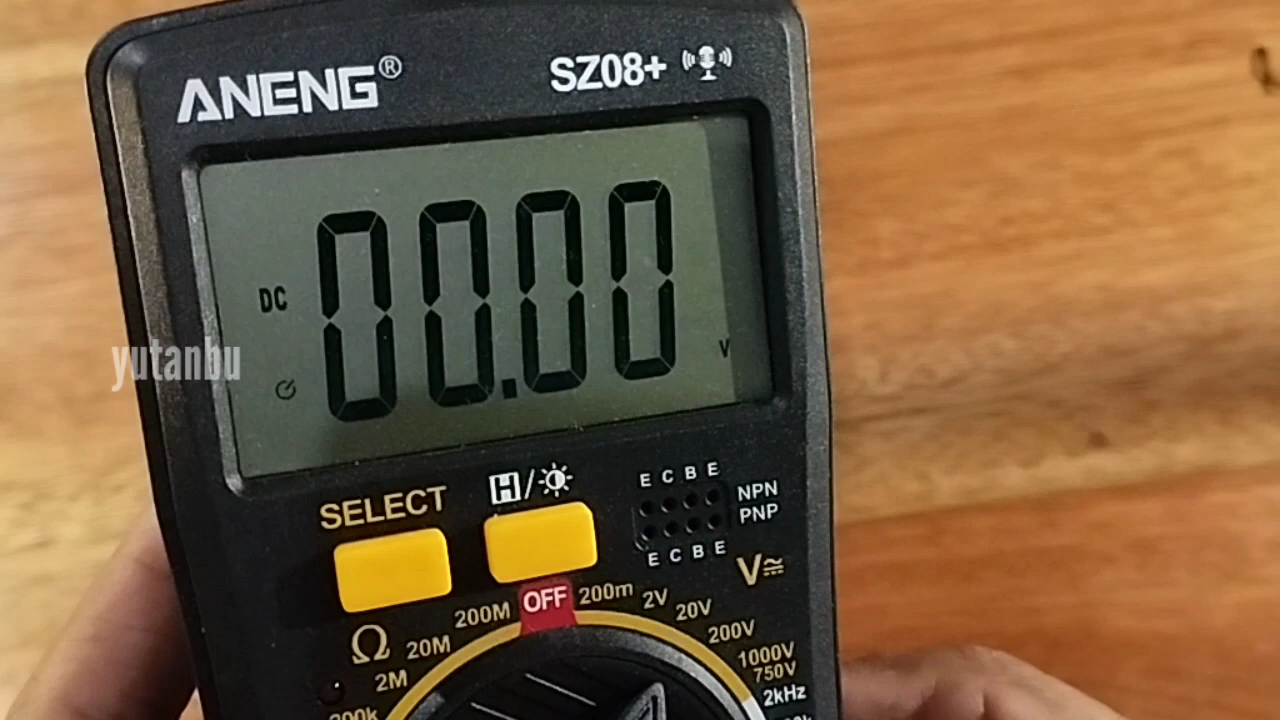 ANENG®
SZ08+
DC
00.00
V
yutanbu
SELECT
H/
E C B E
NPN
PNP
E C B E
V
OFF
200m
2V
20V
200V
1000V
750V
2kHz
200M
20M
2M
200k
Ω